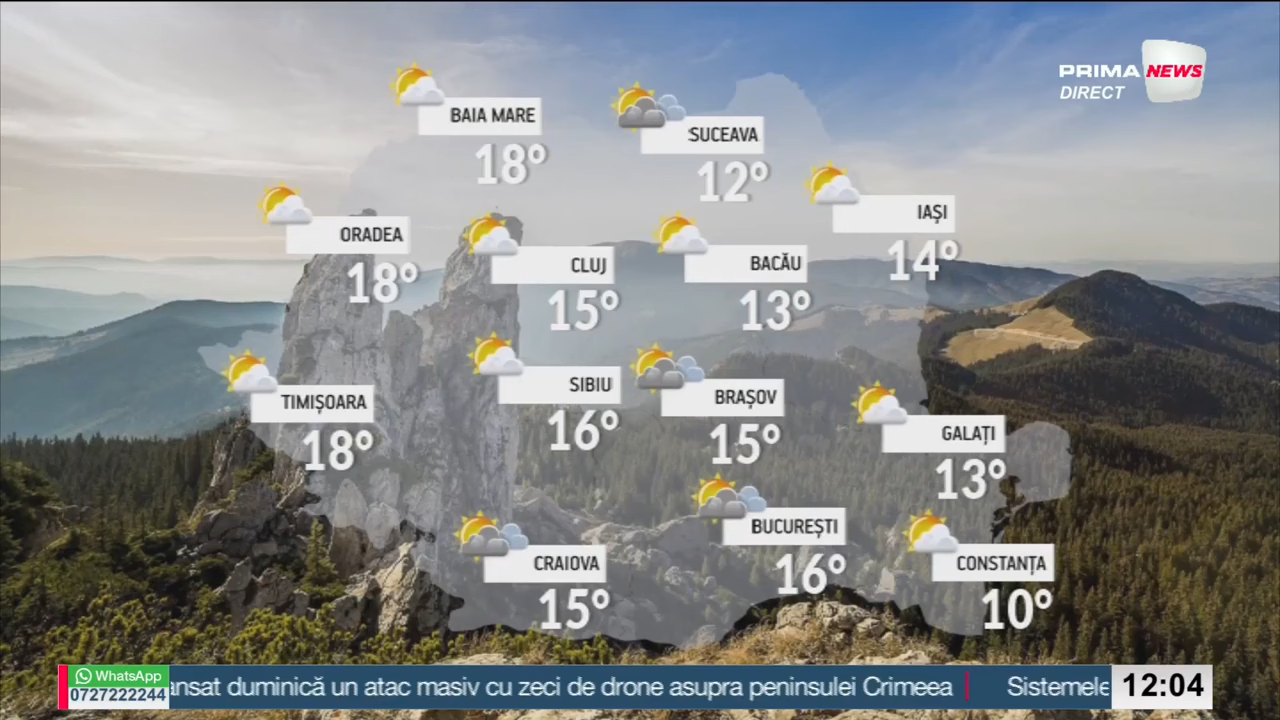 PRIMA NEWS
DIRECT
BAIA MARE
18°
SUCEAVA
12°
IAȘI
14°
ORADEA
18°
CLUJ
15°
BACĂU
13°
TIMIȘOARA
18°
SIBIU
16°
BRAȘOV
15°
GALAȚI
13°
BUCUREȘTI
16°
CRAIOVA
15°
CONSTANȚA
10°
WhatsApp
0727222244
ansat duminică un atac masiv cu zeci de drone asupra peninsulei Crimeea | Sistemele
12:04